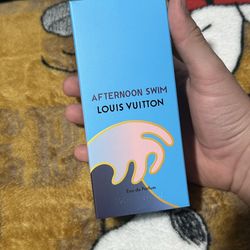 AFTERNOON SWIM
LOUIS VUITTON
Eau de Parfum